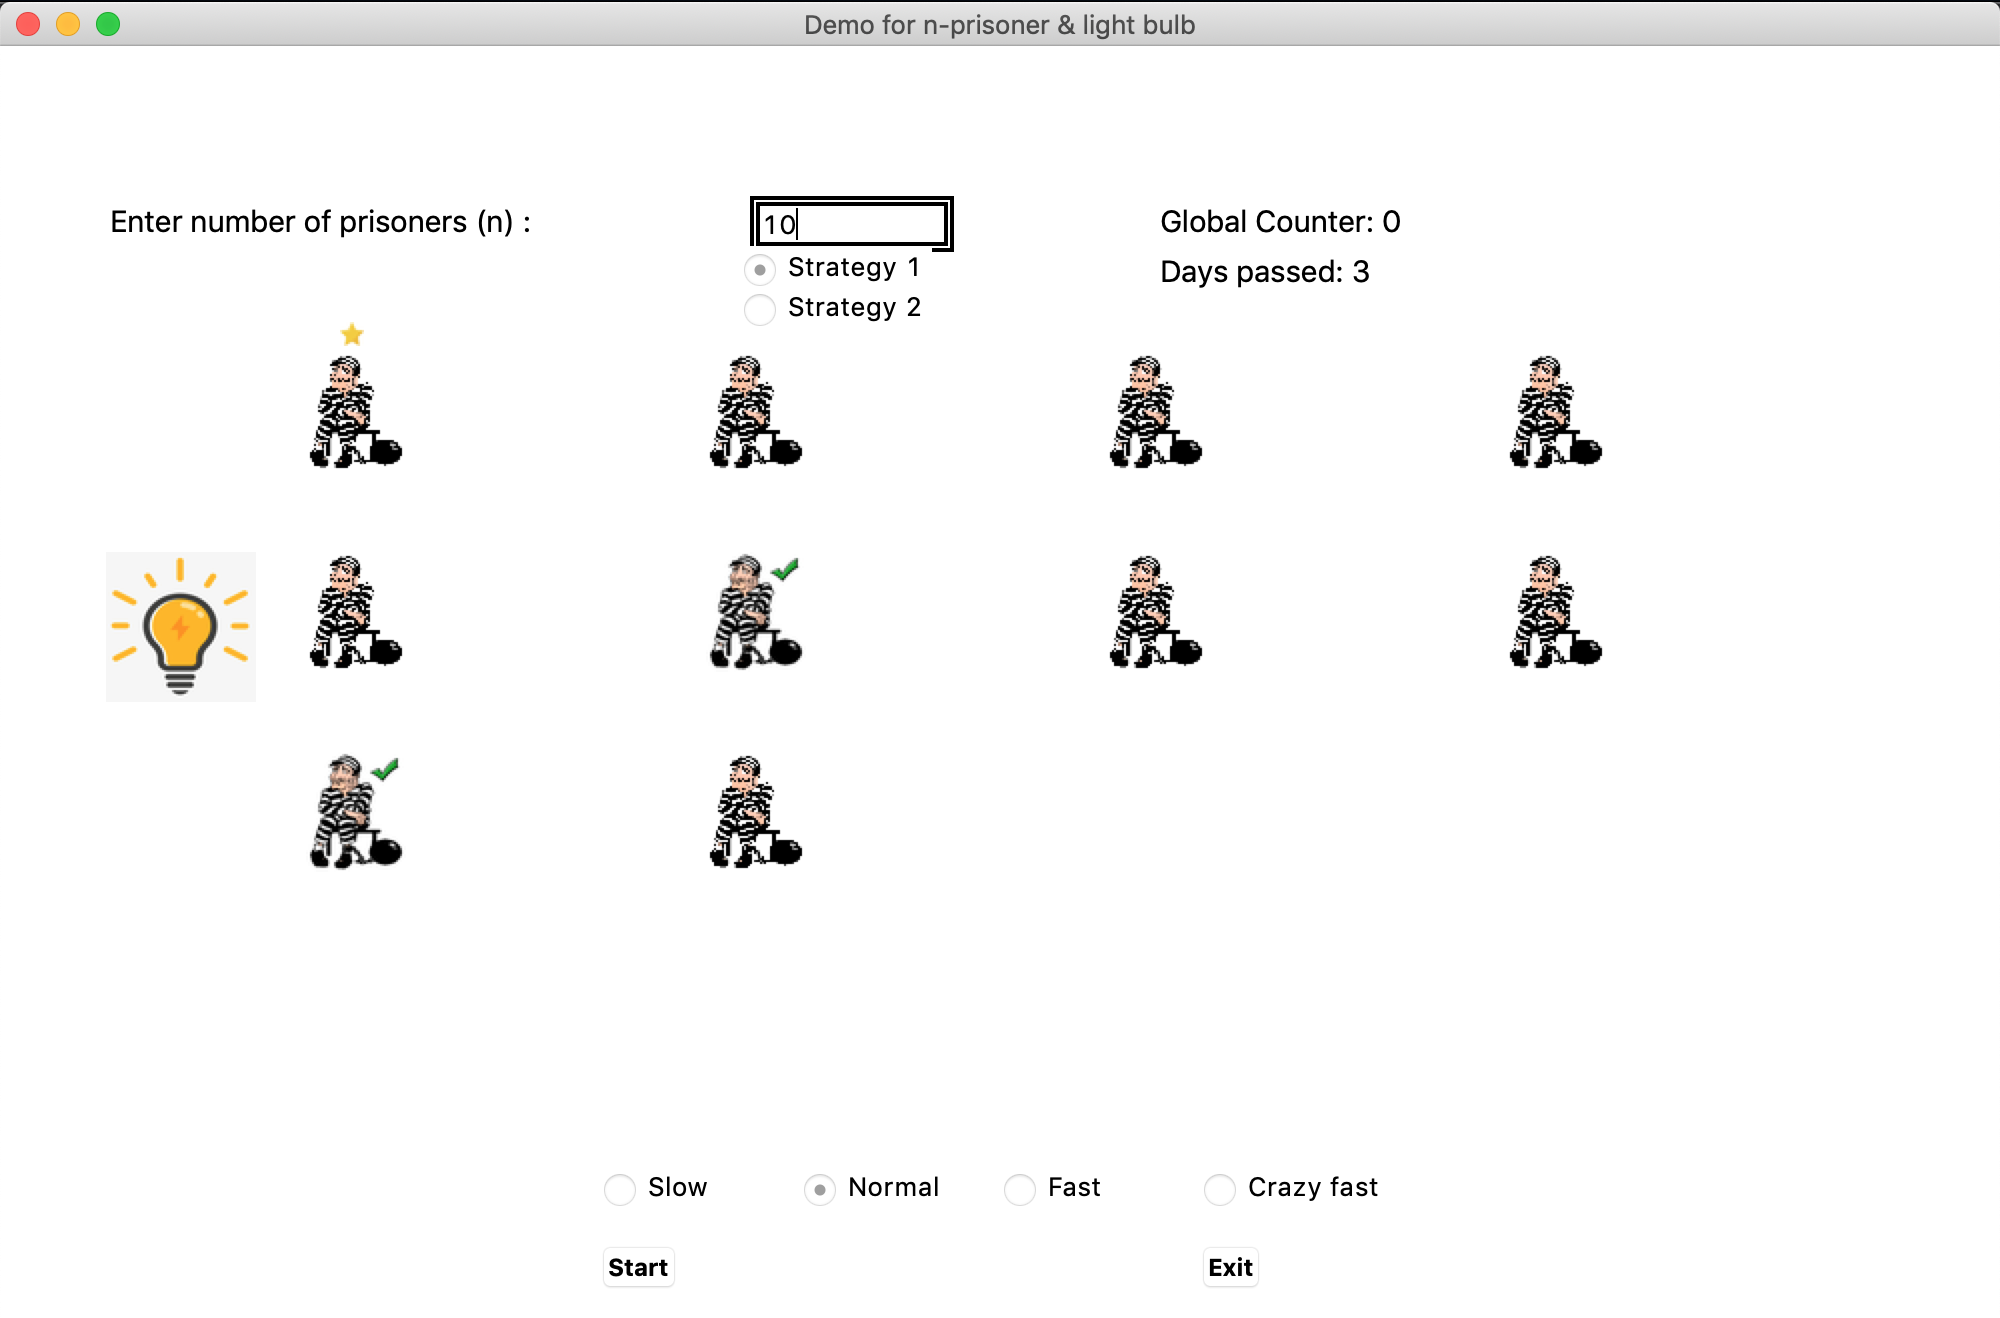 Demo for n-prisoner & light bulb
Enter number of prisoners (n) :
10
Global Counter: 0
Strategy 1
Days passed: 3
Strategy 2
Slow
Normal
Fast
Crazy fast
Start
Exit